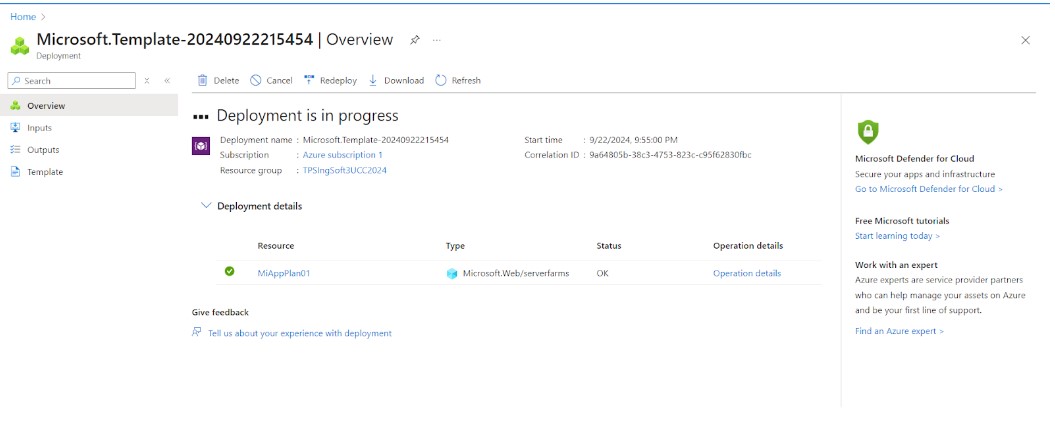 Home >
Microsoft.Template-20240922215454 | Overview
Deployment
Search
Delete Cancel Redeploy Download Refresh
Overview
Inputs
Outputs
Template
Deployment is in progress
Deployment name : Microsoft.Template-20240922215454
Subscription : Azure subscription 1
Resource group : TPSIngSoft3UCC2024
Start time : 9/22/2024, 9:55:00 PM
Correlation ID : 9a64805b-38c3-4753-823c-c95f62830fbc
Deployment details
Resource Type Status Operation details
MiAppPlan01 Microsoft.Web/serverfarms OK Operation details
Give feedback
Tell us about your experience with deployment
Microsoft Defender for Cloud
Secure your apps and infrastructure
Go to Microsoft Defender for Cloud >
Free Microsoft tutorials
Start learning today >
Work with an expert
Azure experts are service provider partners
who can help manage your assets on Azure
and be your first line of support.
Find an Azure expert >